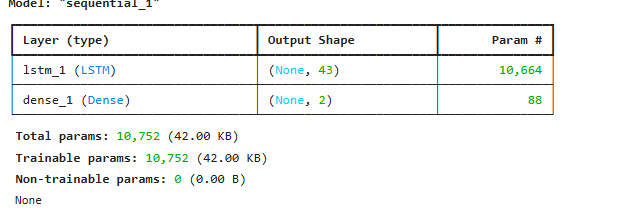 Model: "sequential_1"
Layer (type) Output Shape Param #
lstm_1 (LSTM) (None, 43) 10,664
dense_1 (Dense) (None, 2) 88
Total params: 10,752 (42.00 KB)
Trainable params: 10,752 (42.00 KB)
Non-trainable params: 0 (0.00 B)
None